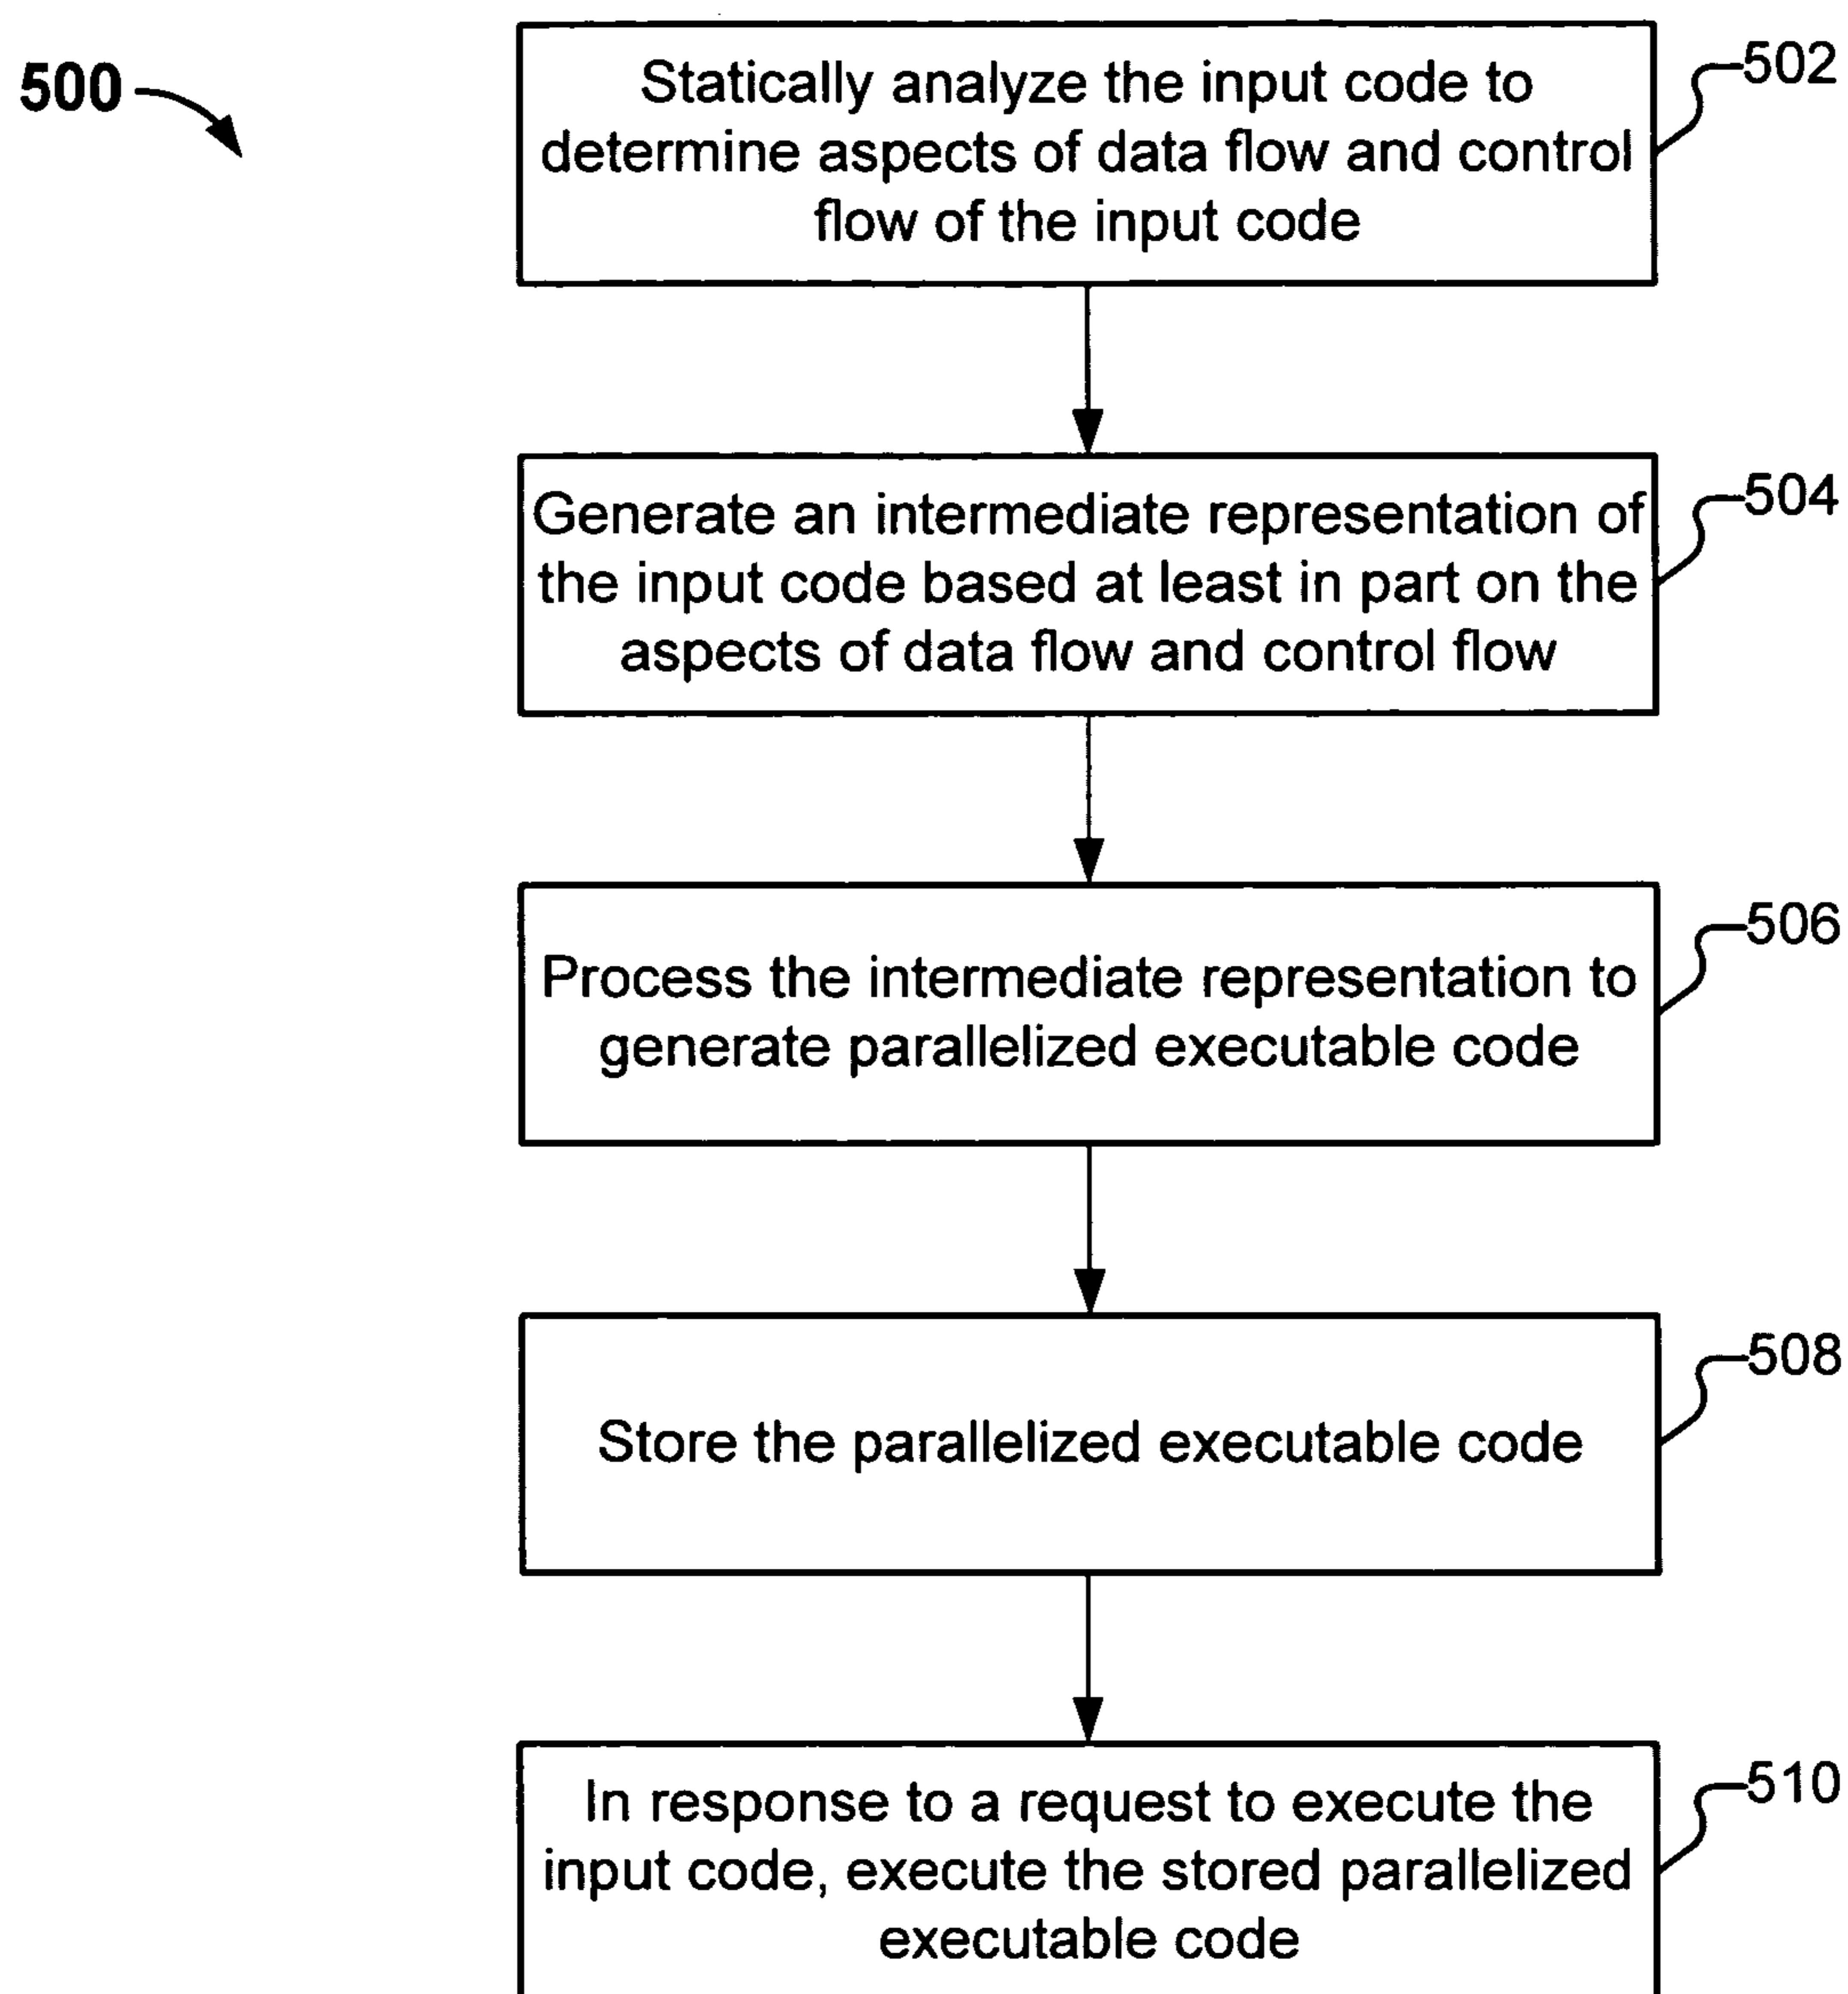 500
Statically analyze the input code to
determine aspects of data flow and control
flow of the input code
502
Generate an intermediate representation of
the input code based at least in part on the
aspects of data flow and control flow
504
Process the intermediate representation to
generate parallelized executable code
506
Store the parallelized executable code
508
In response to a request to execute the
input code, execute the stored parallelized
executable code
510